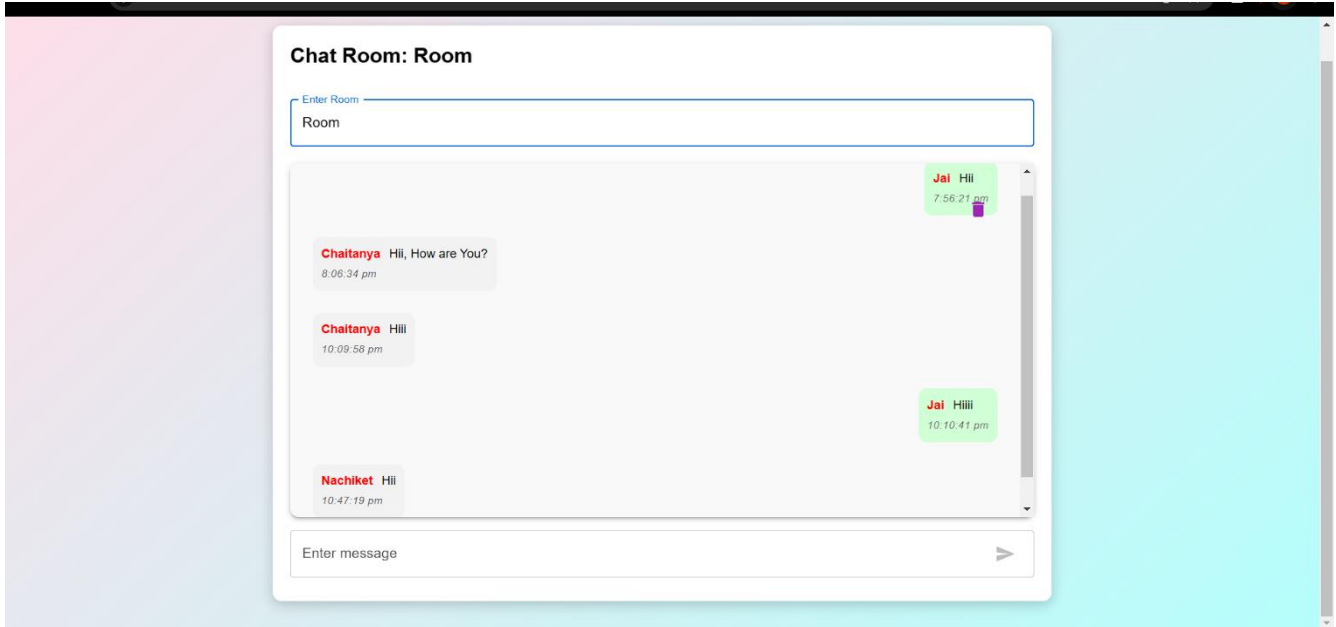 Chat Room: Room
Enter Room
Room
Jai Hii
7:56:21 pm
Chaitanya Hii, How are You?
8:06:34 pm
Chaitanya Hiii
10:09:58 pm
Jai Hiiii
10:10:41 pm
Nachiket Hii
10:47:19 pm
Enter message